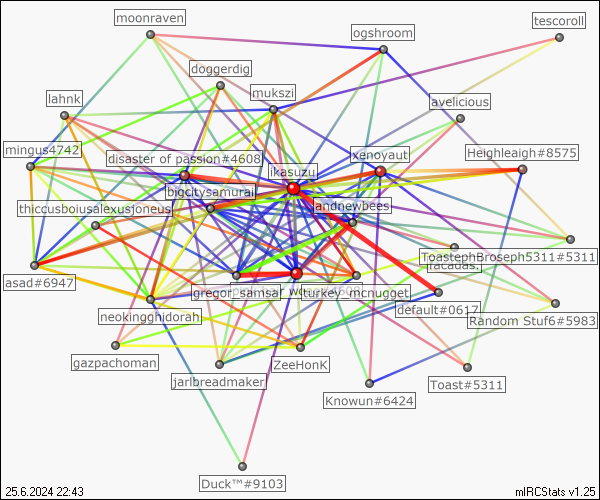 moonraven
tescoroll
ogshroom
doggerdig
mukszi
lahnk
avelicious
mingus4742
disaster of passion#4608
xenoyaut
Heighleaigh#8575
ikasuzu
bigcitysamurai
thiccusboiusalexusjoneus
andnewbees
ToastephBroseph5311#5311
facadas.
asad#6947
gregor_samsa
turkey_mcnugget
default#0617
neokingghidorah
Random Stuf6#5983
gazpachoman
ZeeHonK
jarlbreadmaker
Toast#5311
Knowun#6424
Duck™#9103
25.6.2024 22:43
mIRCStats v1.25